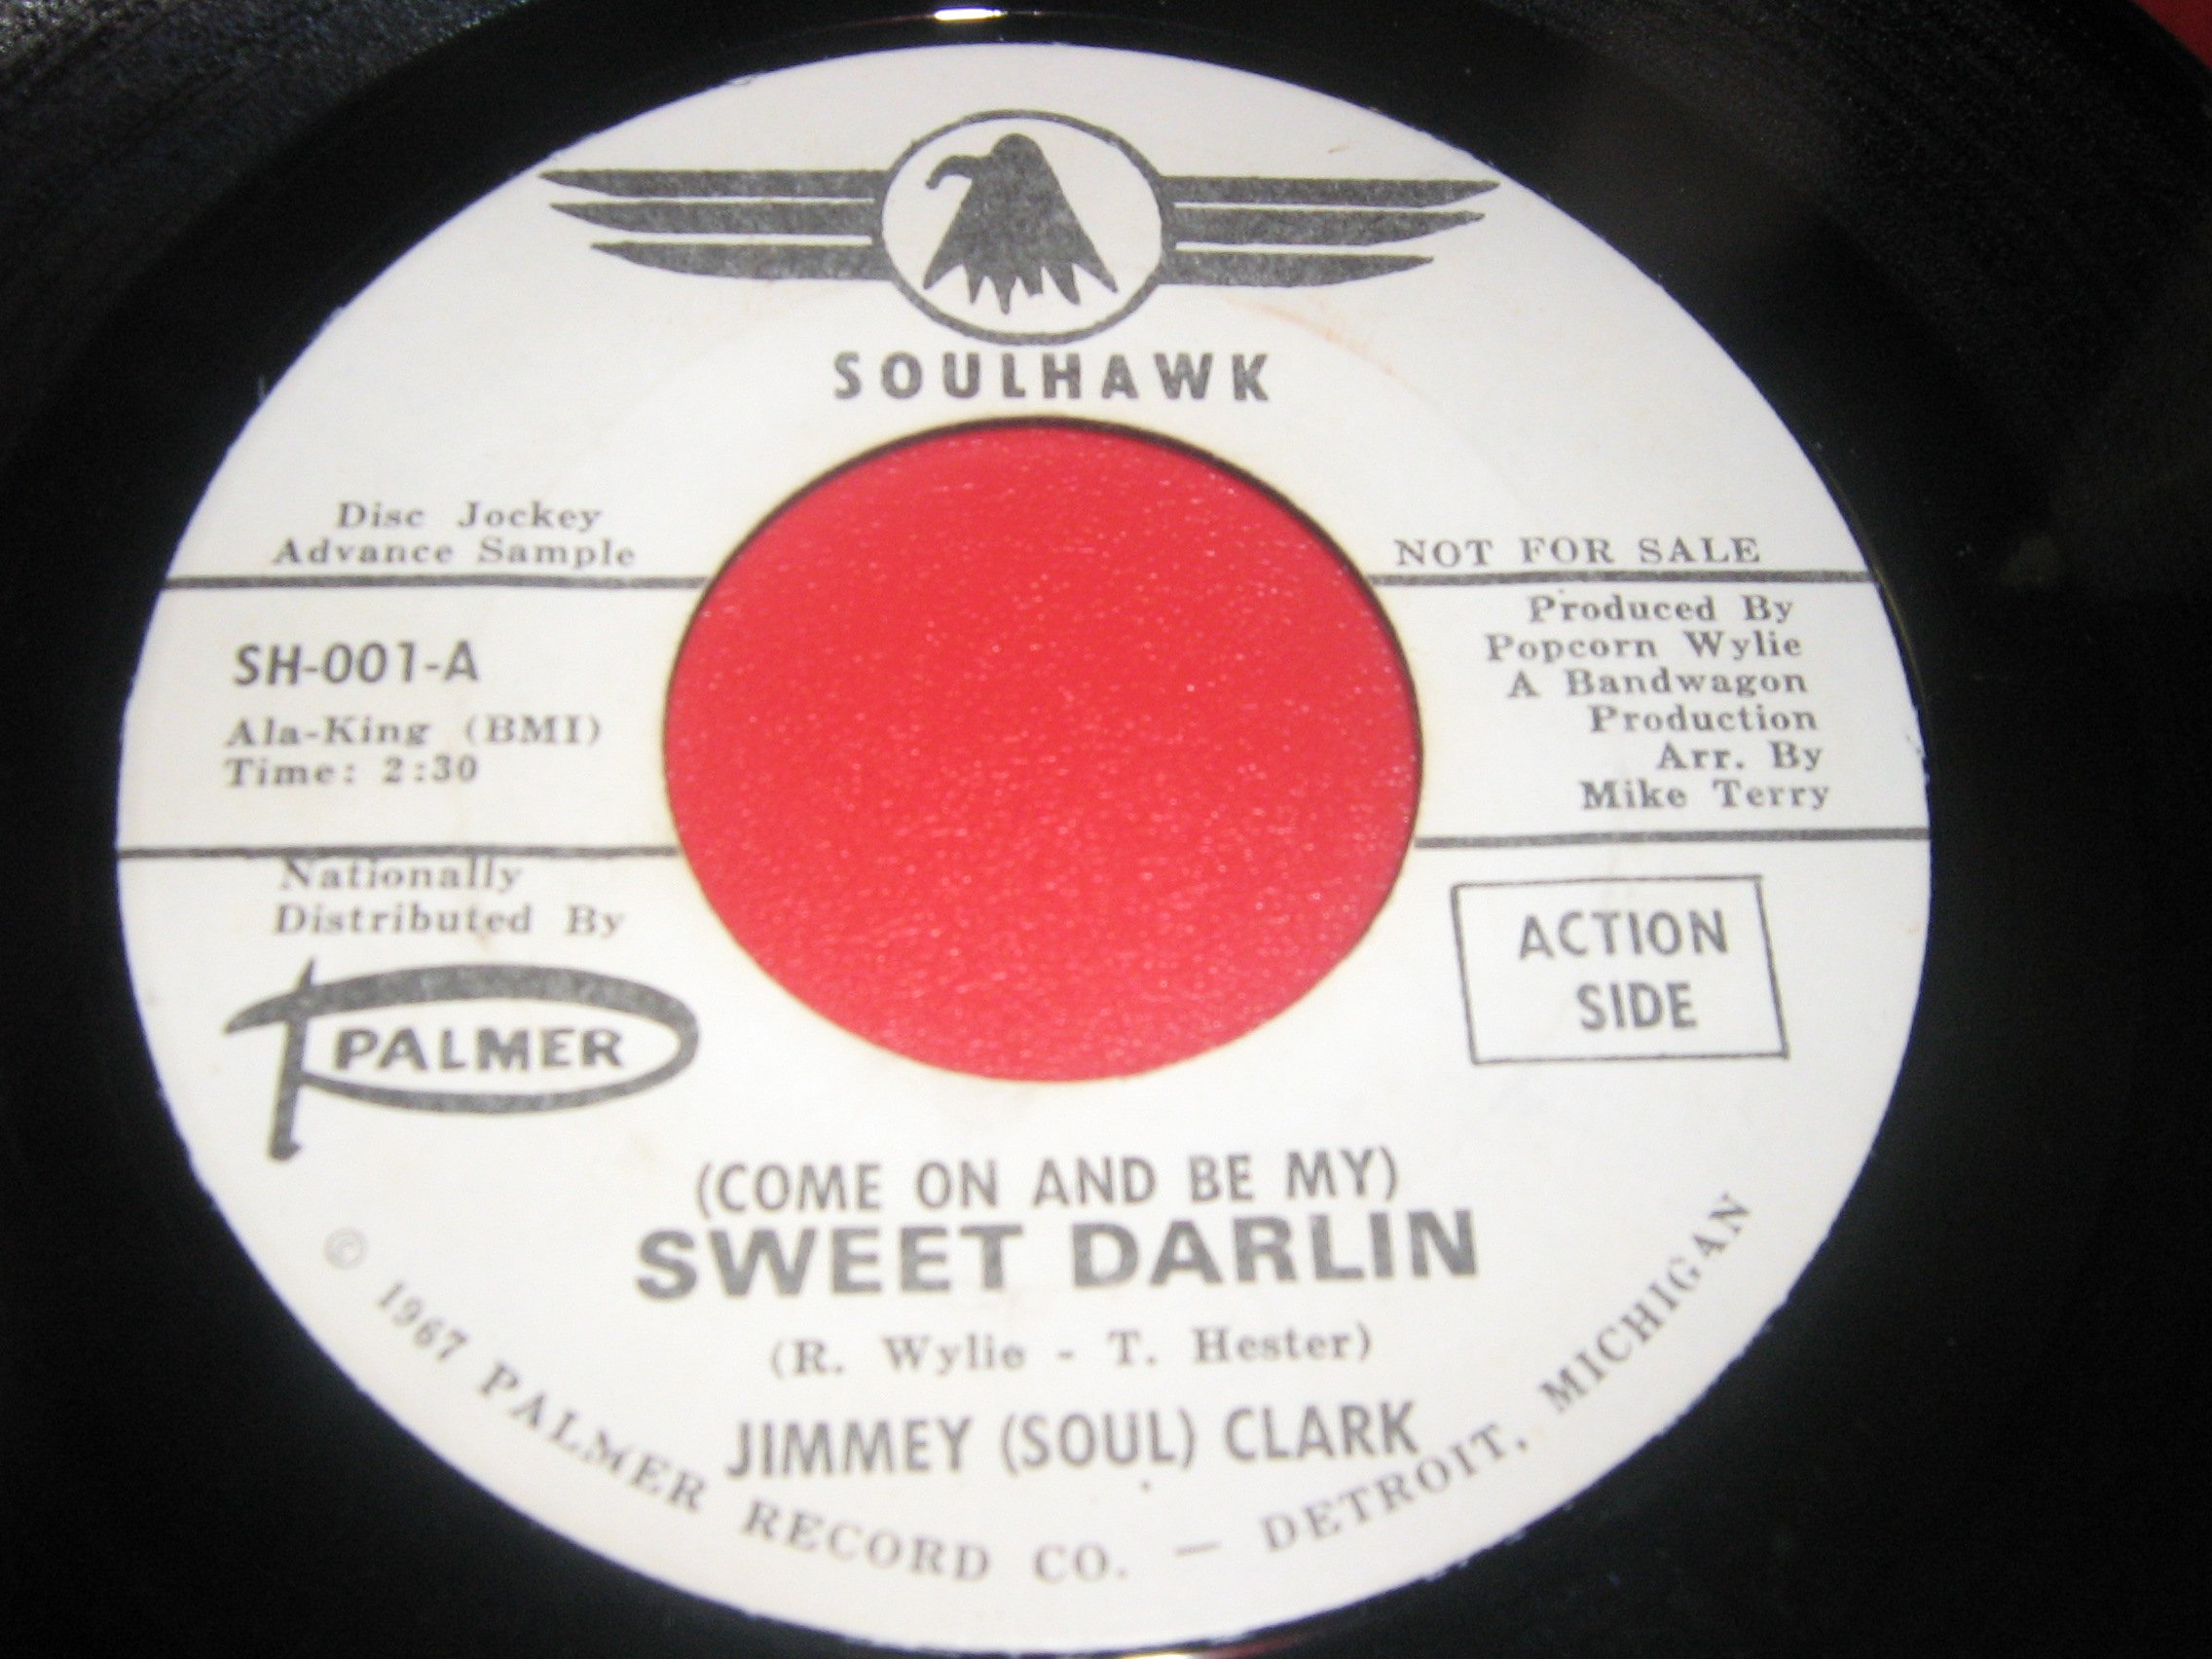 SOULHAWK
Disc Jockey
Advance Sample
NOT FOR SALE
SH-001-A
Ala-King (BMI)
Time: 2:30
Produced By
Popcorn Wylie
A Bandwagon
Production
Arr. By
Mike Terry
Nationally
Distributed By
PALMER
ACTION
SIDE
(COME ON AND BE MY)
SWEET DARLIN
(R. Wylie - T. Hester)
JIMMEY (SOUL) CLARK
© 1967 PALMER RECORD CO. — DETROIT, MICHIGAN